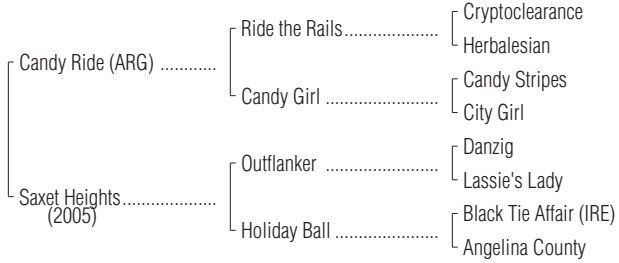 Cryptoclearance
Ride the Rails
Herbalesian
Candy Ride (ARG)
Candy Stripes
Candy Girl
City Girl
Danzig
Outflanker
Lassie's Lady
Saxet Heights
(2005)
Black Tie Affair (IRE)
Holiday Ball
Angelina County